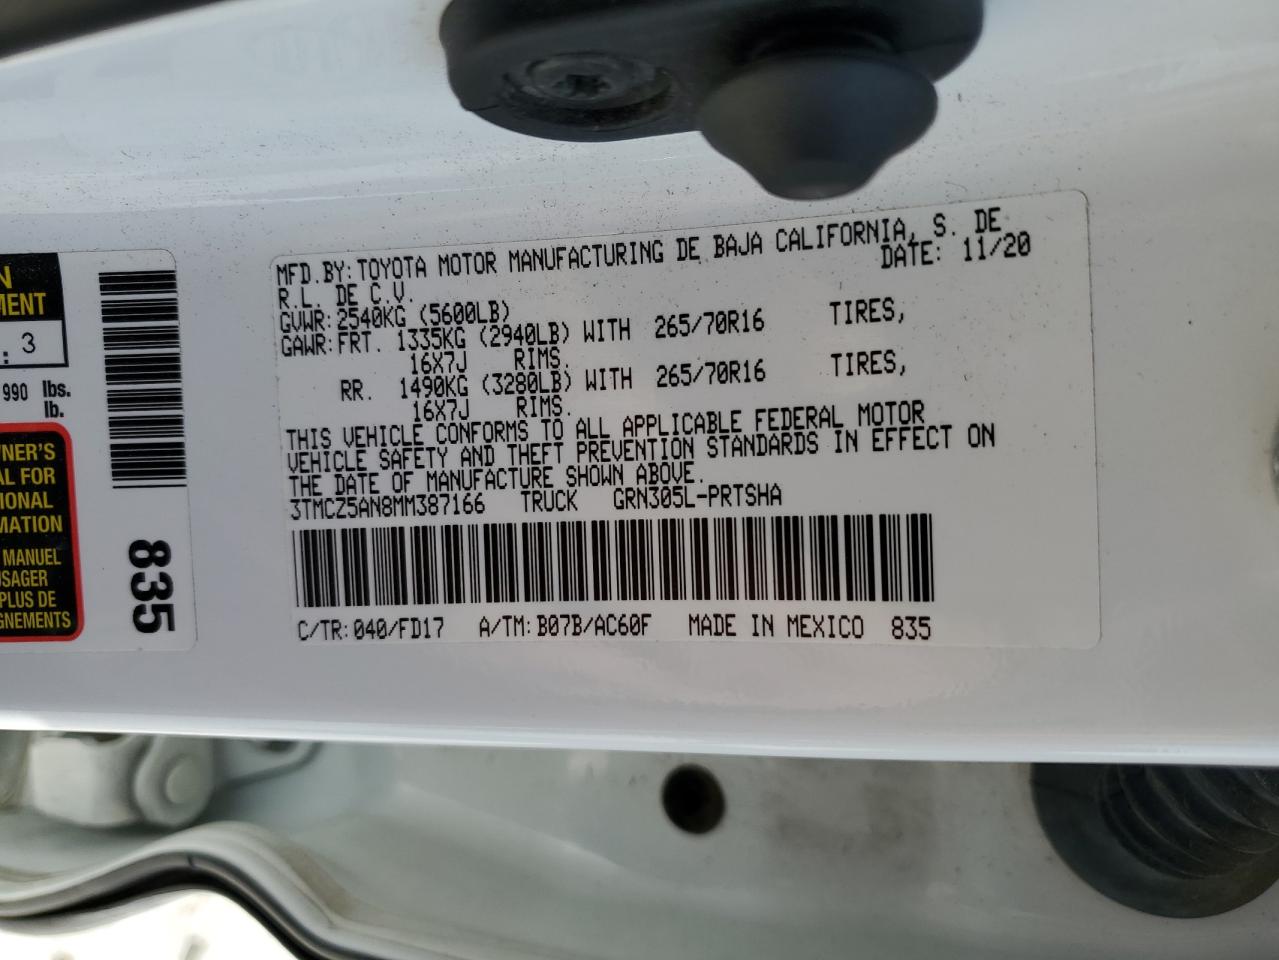 MFD.BY: TOYOTA MOTOR MANUFACTURING DE BAJA CALIFORNIA, S. DE
R.L. DE C.V. DATE: 11/20
GVWR: 2540KG (5600LB)
GAWR: FRT. 1335KG (2940LB) WITH 265/70R16 TIRES,
16X7J RIMS.
RR. 1490KG (3280LB) WITH 265/70R16 TIRES,
16X7J RIMS.
THIS VEHICLE CONFORMS TO ALL APPLICABLE FEDERAL MOTOR
VEHICLE SAFETY AND THEFT PREVENTION STANDARDS IN EFFECT ON
THE DATE OF MANUFACTURE SHOWN ABOVE.
3TMCZ5AN8MM387166 TRUCK GRN305L-PRTSHA
C/TR: 040/FD17 A/TM: B07B/AC60F MADE IN MEXICO 835
N
MENT
: 3
990 lbs.
lb.
NER'S
AL FOR
IONAL
MATION
MANUEL
SAGER
PLUS DE
GNEMENTS
835